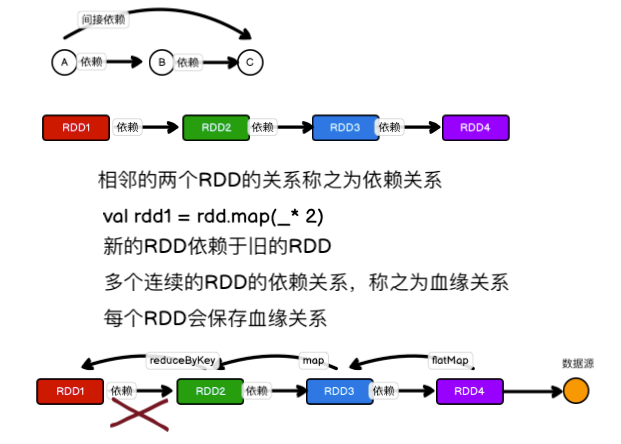 间接依赖
A 依赖 B 依赖 C
RDD1 依赖 RDD2 依赖 RDD3 依赖 RDD4
相邻的两个RDD的关系称之为依赖关系
val rdd1 = rdd.map(_* 2)
新的RDD依赖于旧的RDD
多个连续的RDD的依赖关系，称之为血缘关系
每个RDD会保存血缘关系
reduceByKey map flatMap 数据源
RDD1 依赖 RDD2 依赖 RDD3 依赖 RDD4